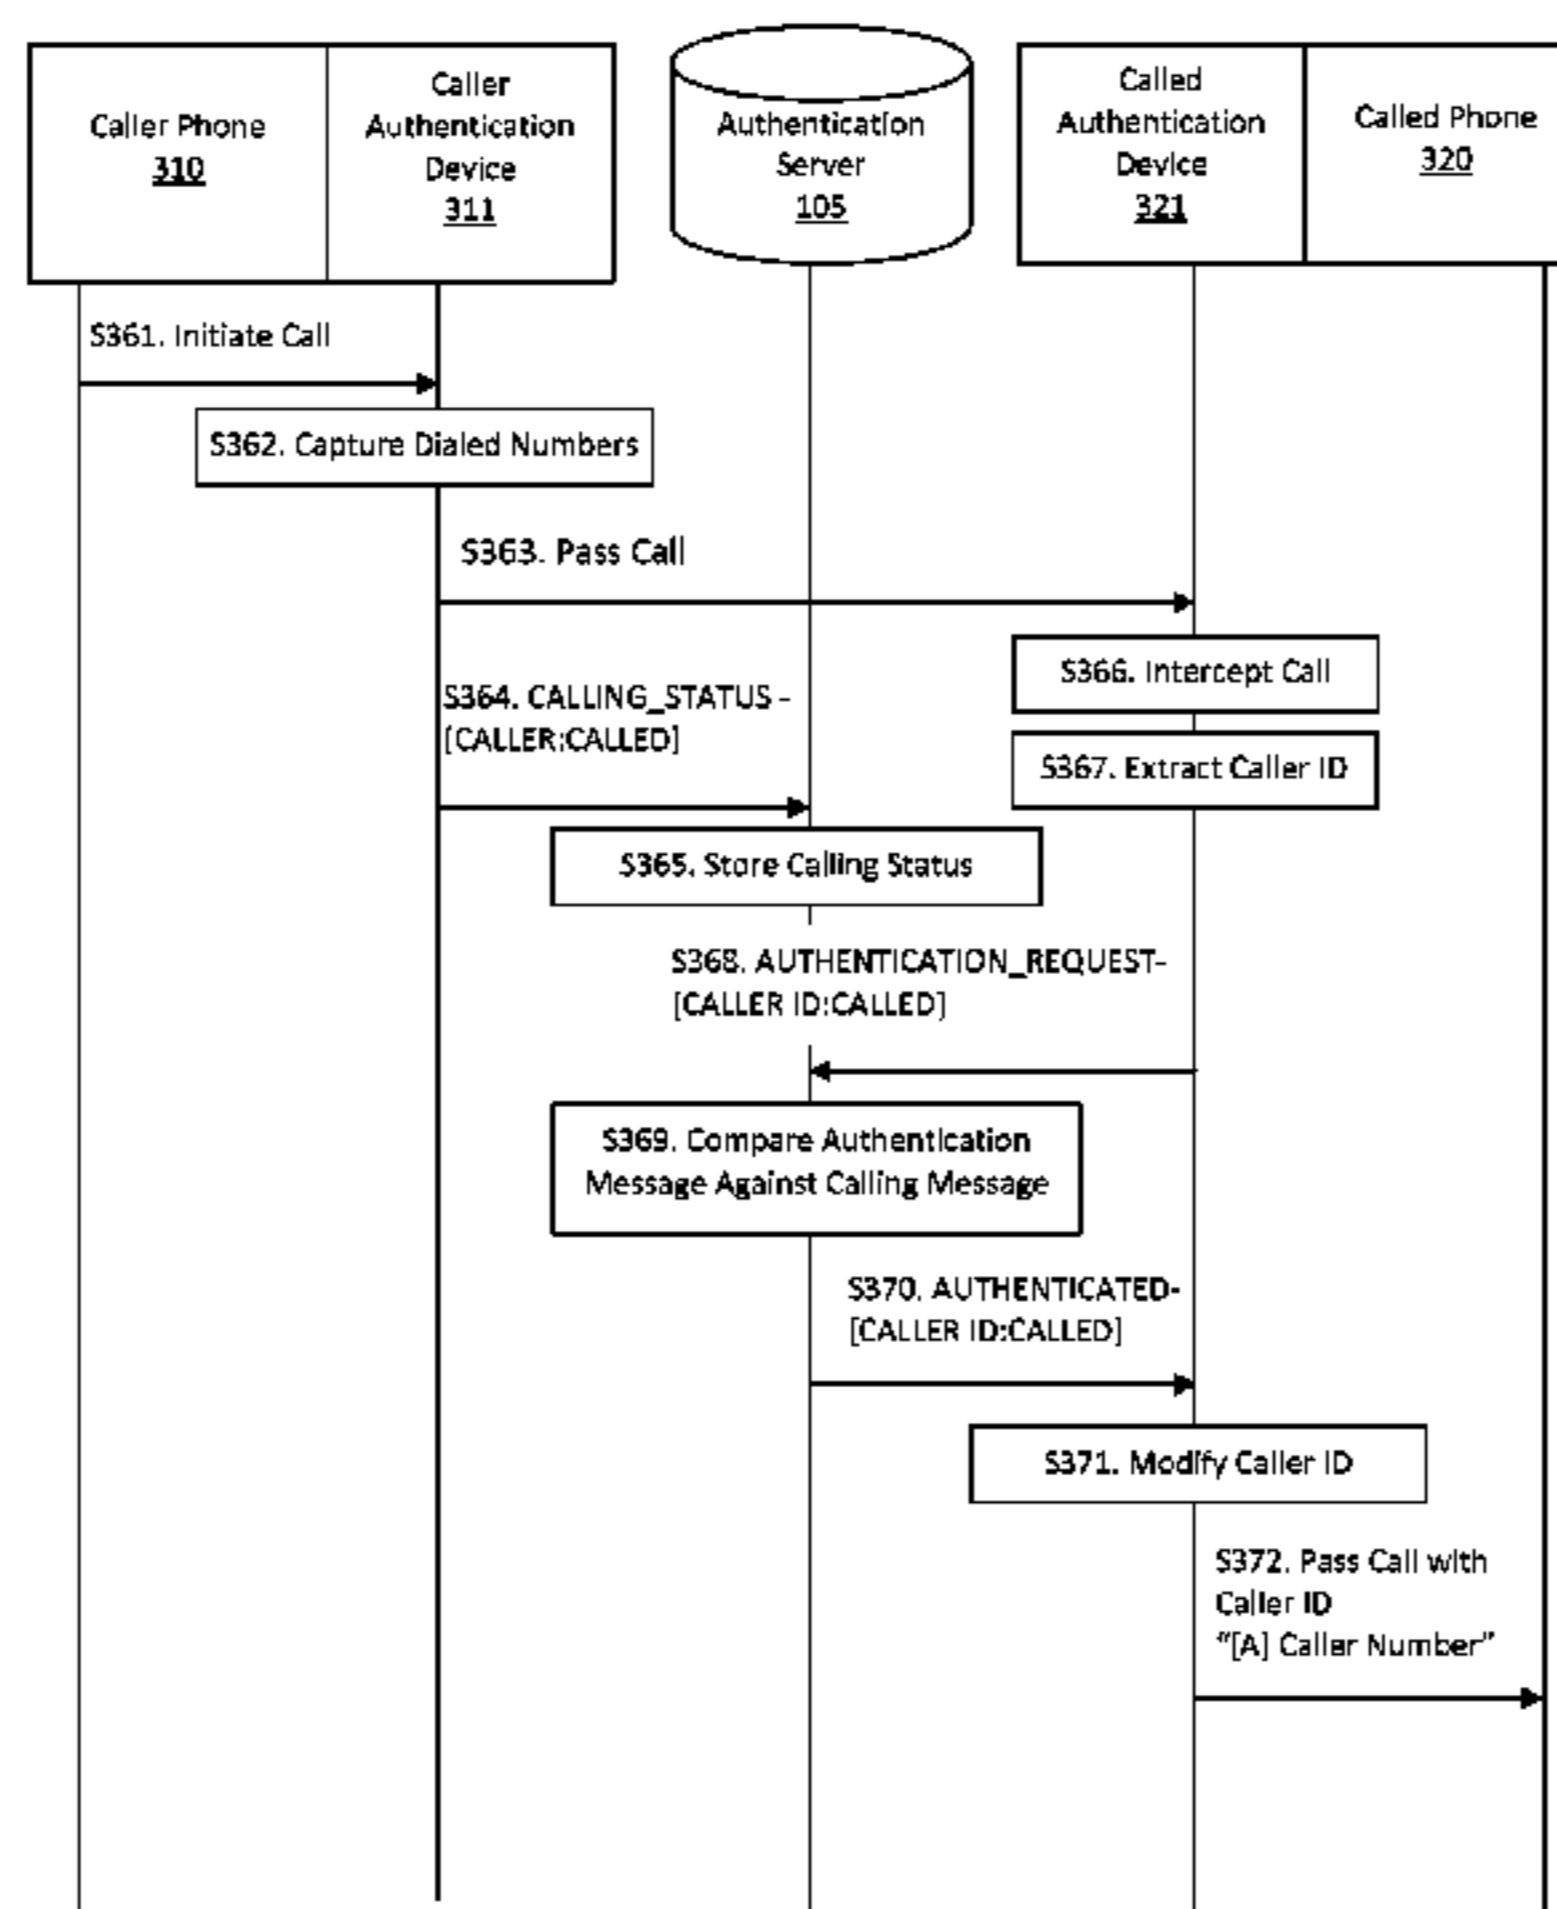 Caller Phone
310
Caller
Authentication
Device
311
Authentication
Server
105
Called
Authentication
Device
321
Called Phone
320
S361. Initiate Call
S362. Capture Dialed Numbers
S363. Pass Call
S366. Intercept Call
S364. CALLING_STATUS -
[CALLER:CALLED]
S367. Extract Caller ID
S365. Store Calling Status
S368. AUTHENTICATION_REQUEST-
[CALLER ID:CALLED]
S369. Compare Authentication
Message Against Calling Message
S370. AUTHENTICATED-
[CALLER ID:CALLED]
S371. Modify Caller ID
S372. Pass Call with
Caller ID
“[A] Caller Number”